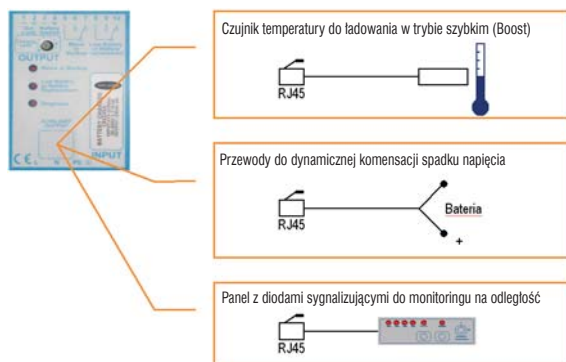 OUTPUT
INPUT
Czujnik temperatury do ładowania w trybie szybkim (Boost)
RJ45
Przewody do dynamicznej komensacji spadku napięcia
RJ45
Bateria
+
Panel z diodami sygnalizującymi do monitoringu na odległość
RJ45